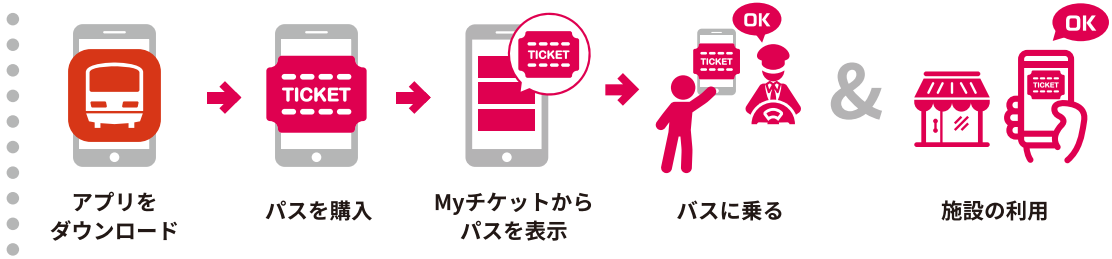 OK
OK
TICKET
TICKET
TICKET
TICKET
&
アプリを
ダウンロード
パスを購入
Myチケットから
パスを表示
バスに乗る
施設の利用